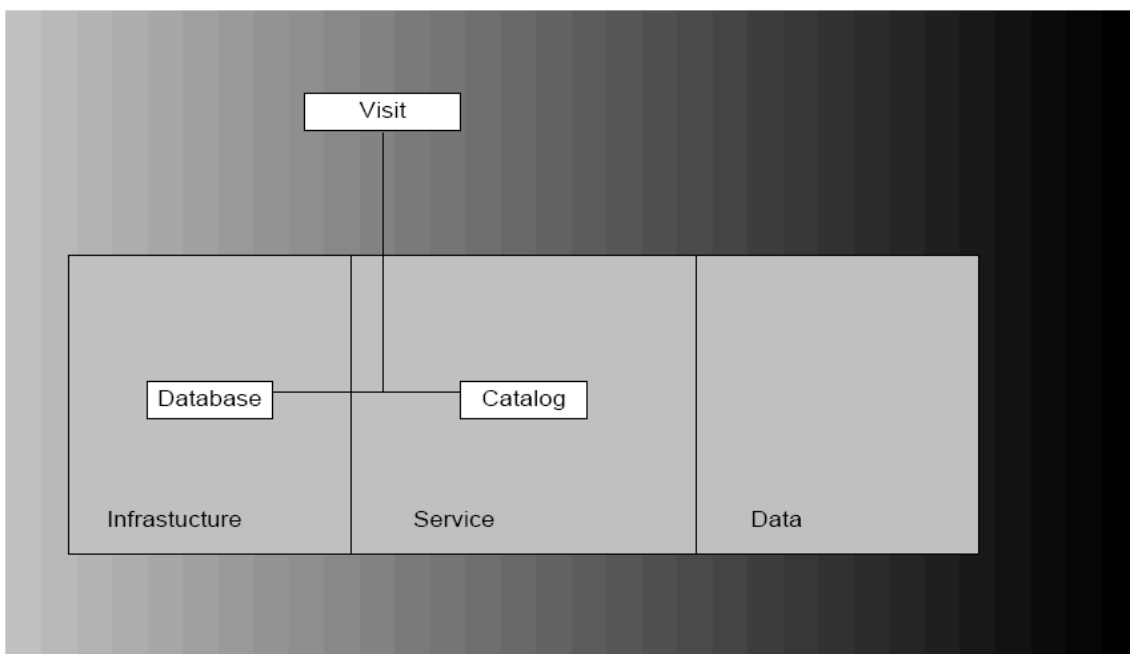 Visit
Database
Catalog
Infrastucture
Service
Data